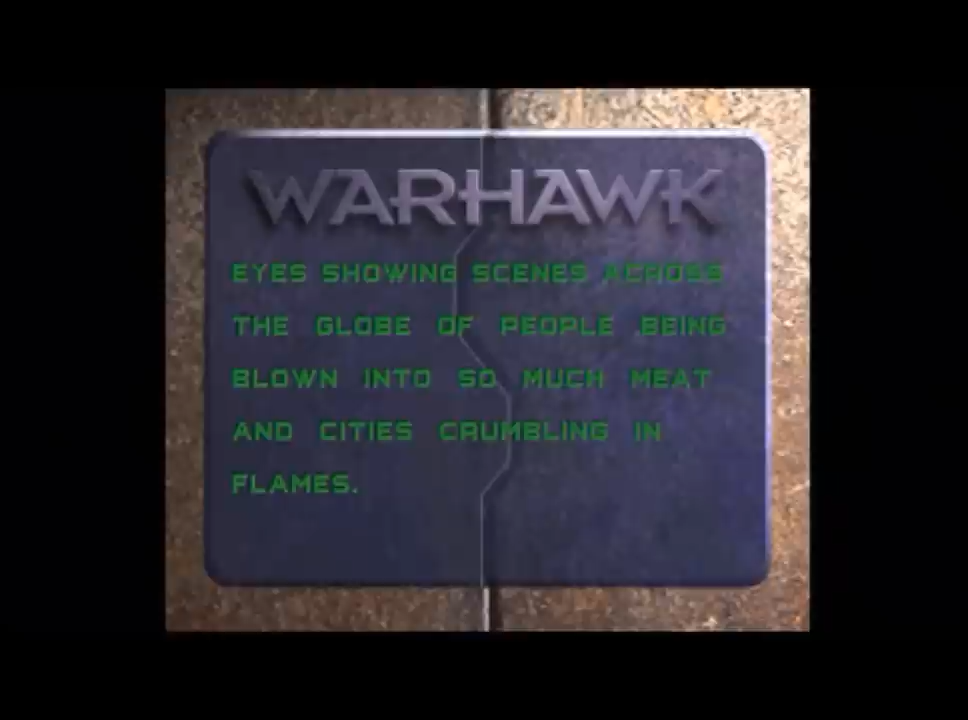 WARHAWK
EYES SHOWING SCENES ACROSS
THE GLOBE OF PEOPLE BEING
BLOWN INTO SO MUCH MEAT
AND CITIES CRUMBLING IN
FLAMES.